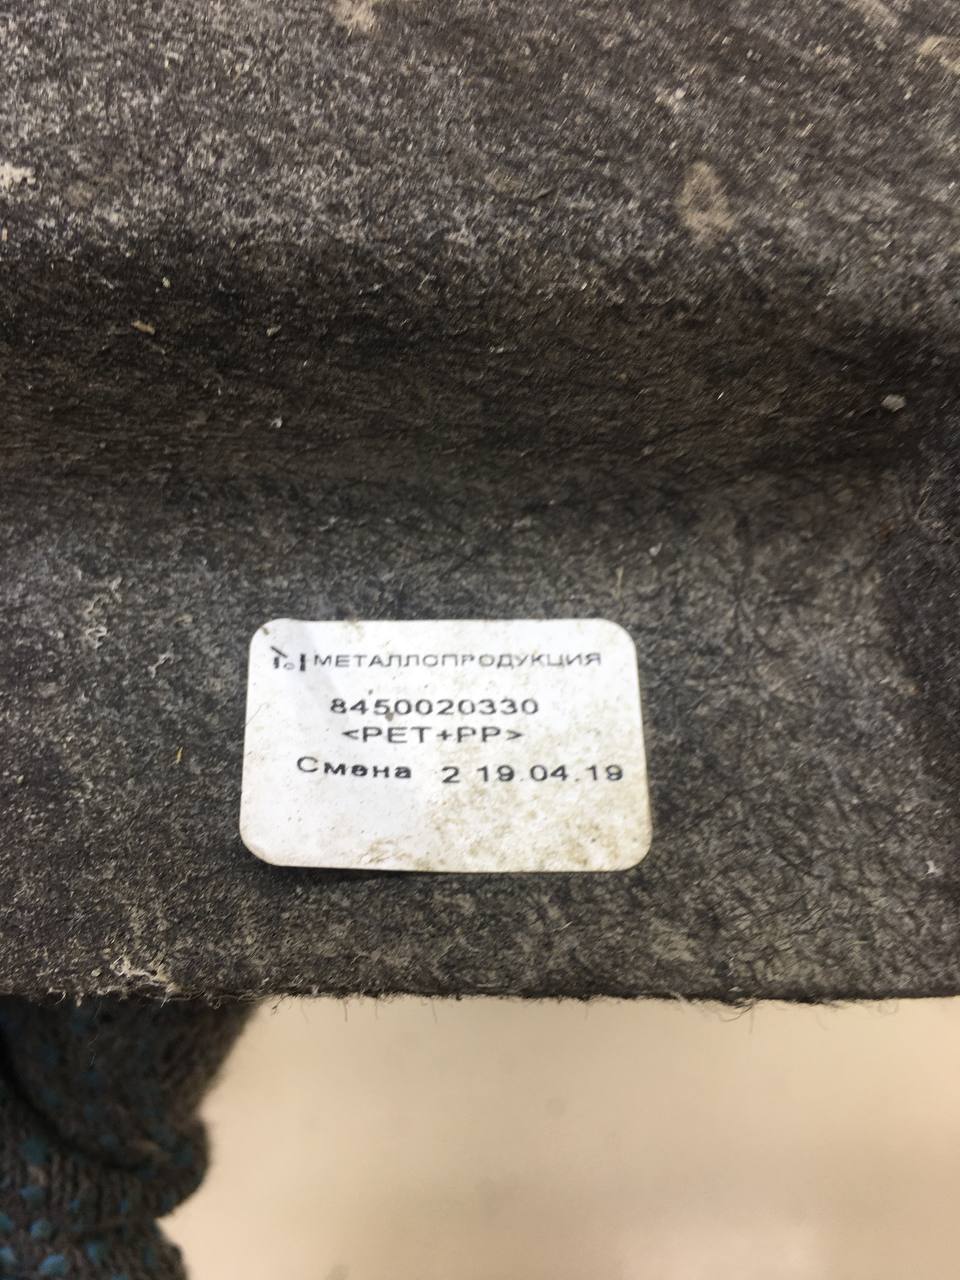 МЕТАЛЛОПРОДУКЦИЯ
8450020330
<PET+PP>
Смена 2 19.04.19